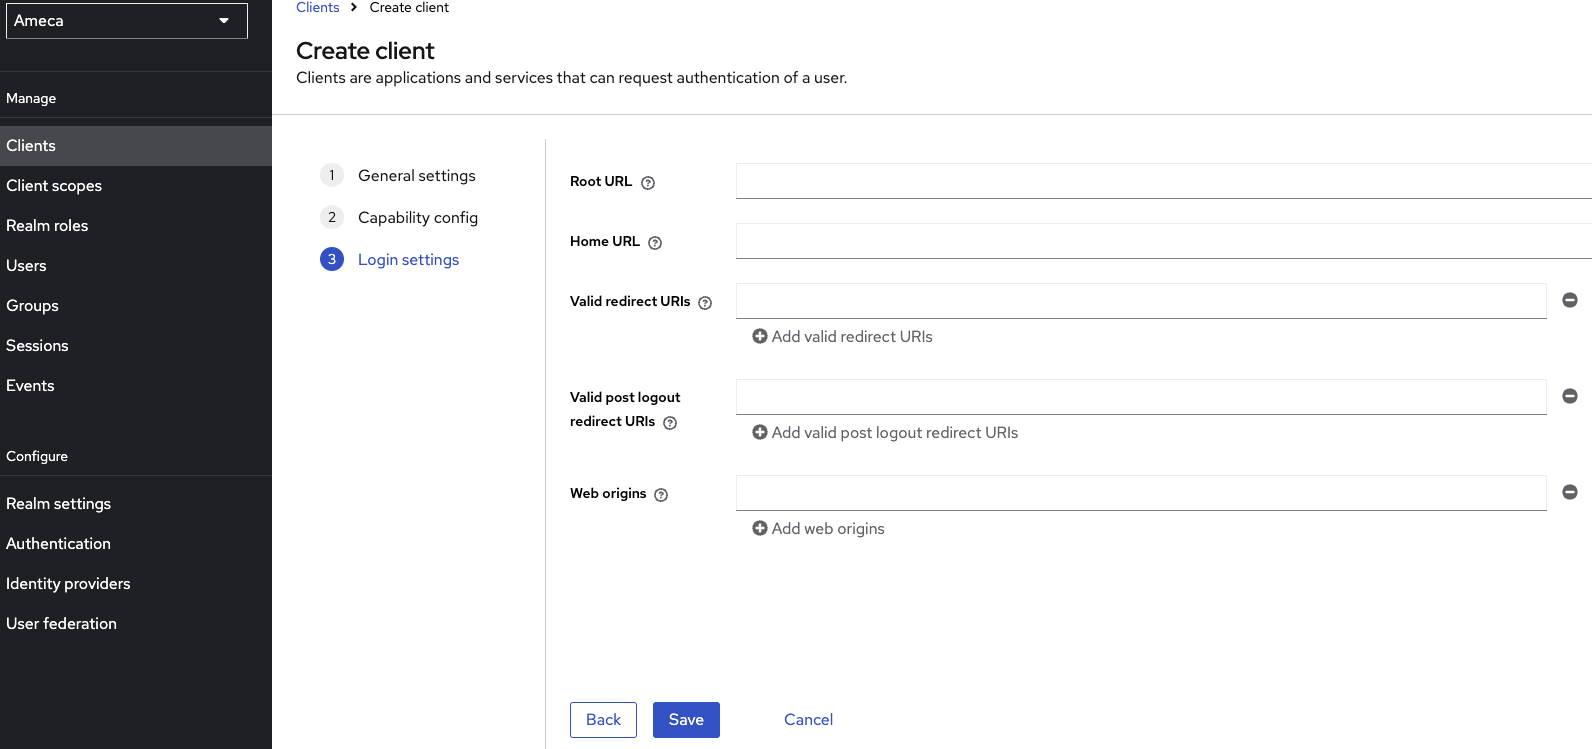 Ameca
Manage
Clients
Client scopes
Realm roles
Users
Groups
Sessions
Events
Configure
Realm settings
Authentication
Identity providers
User federation
Clients > Create client
Create client
Clients are applications and services that can request authentication of a user.
1 General settings
2 Capability config
3 Login settings
Root URL ?
Home URL ?
Valid redirect URIs ?
Add valid redirect URIs
Valid post logout
redirect URIs ?
Add valid post logout redirect URIs
Web origins ?
Add web origins
Back Save Cancel